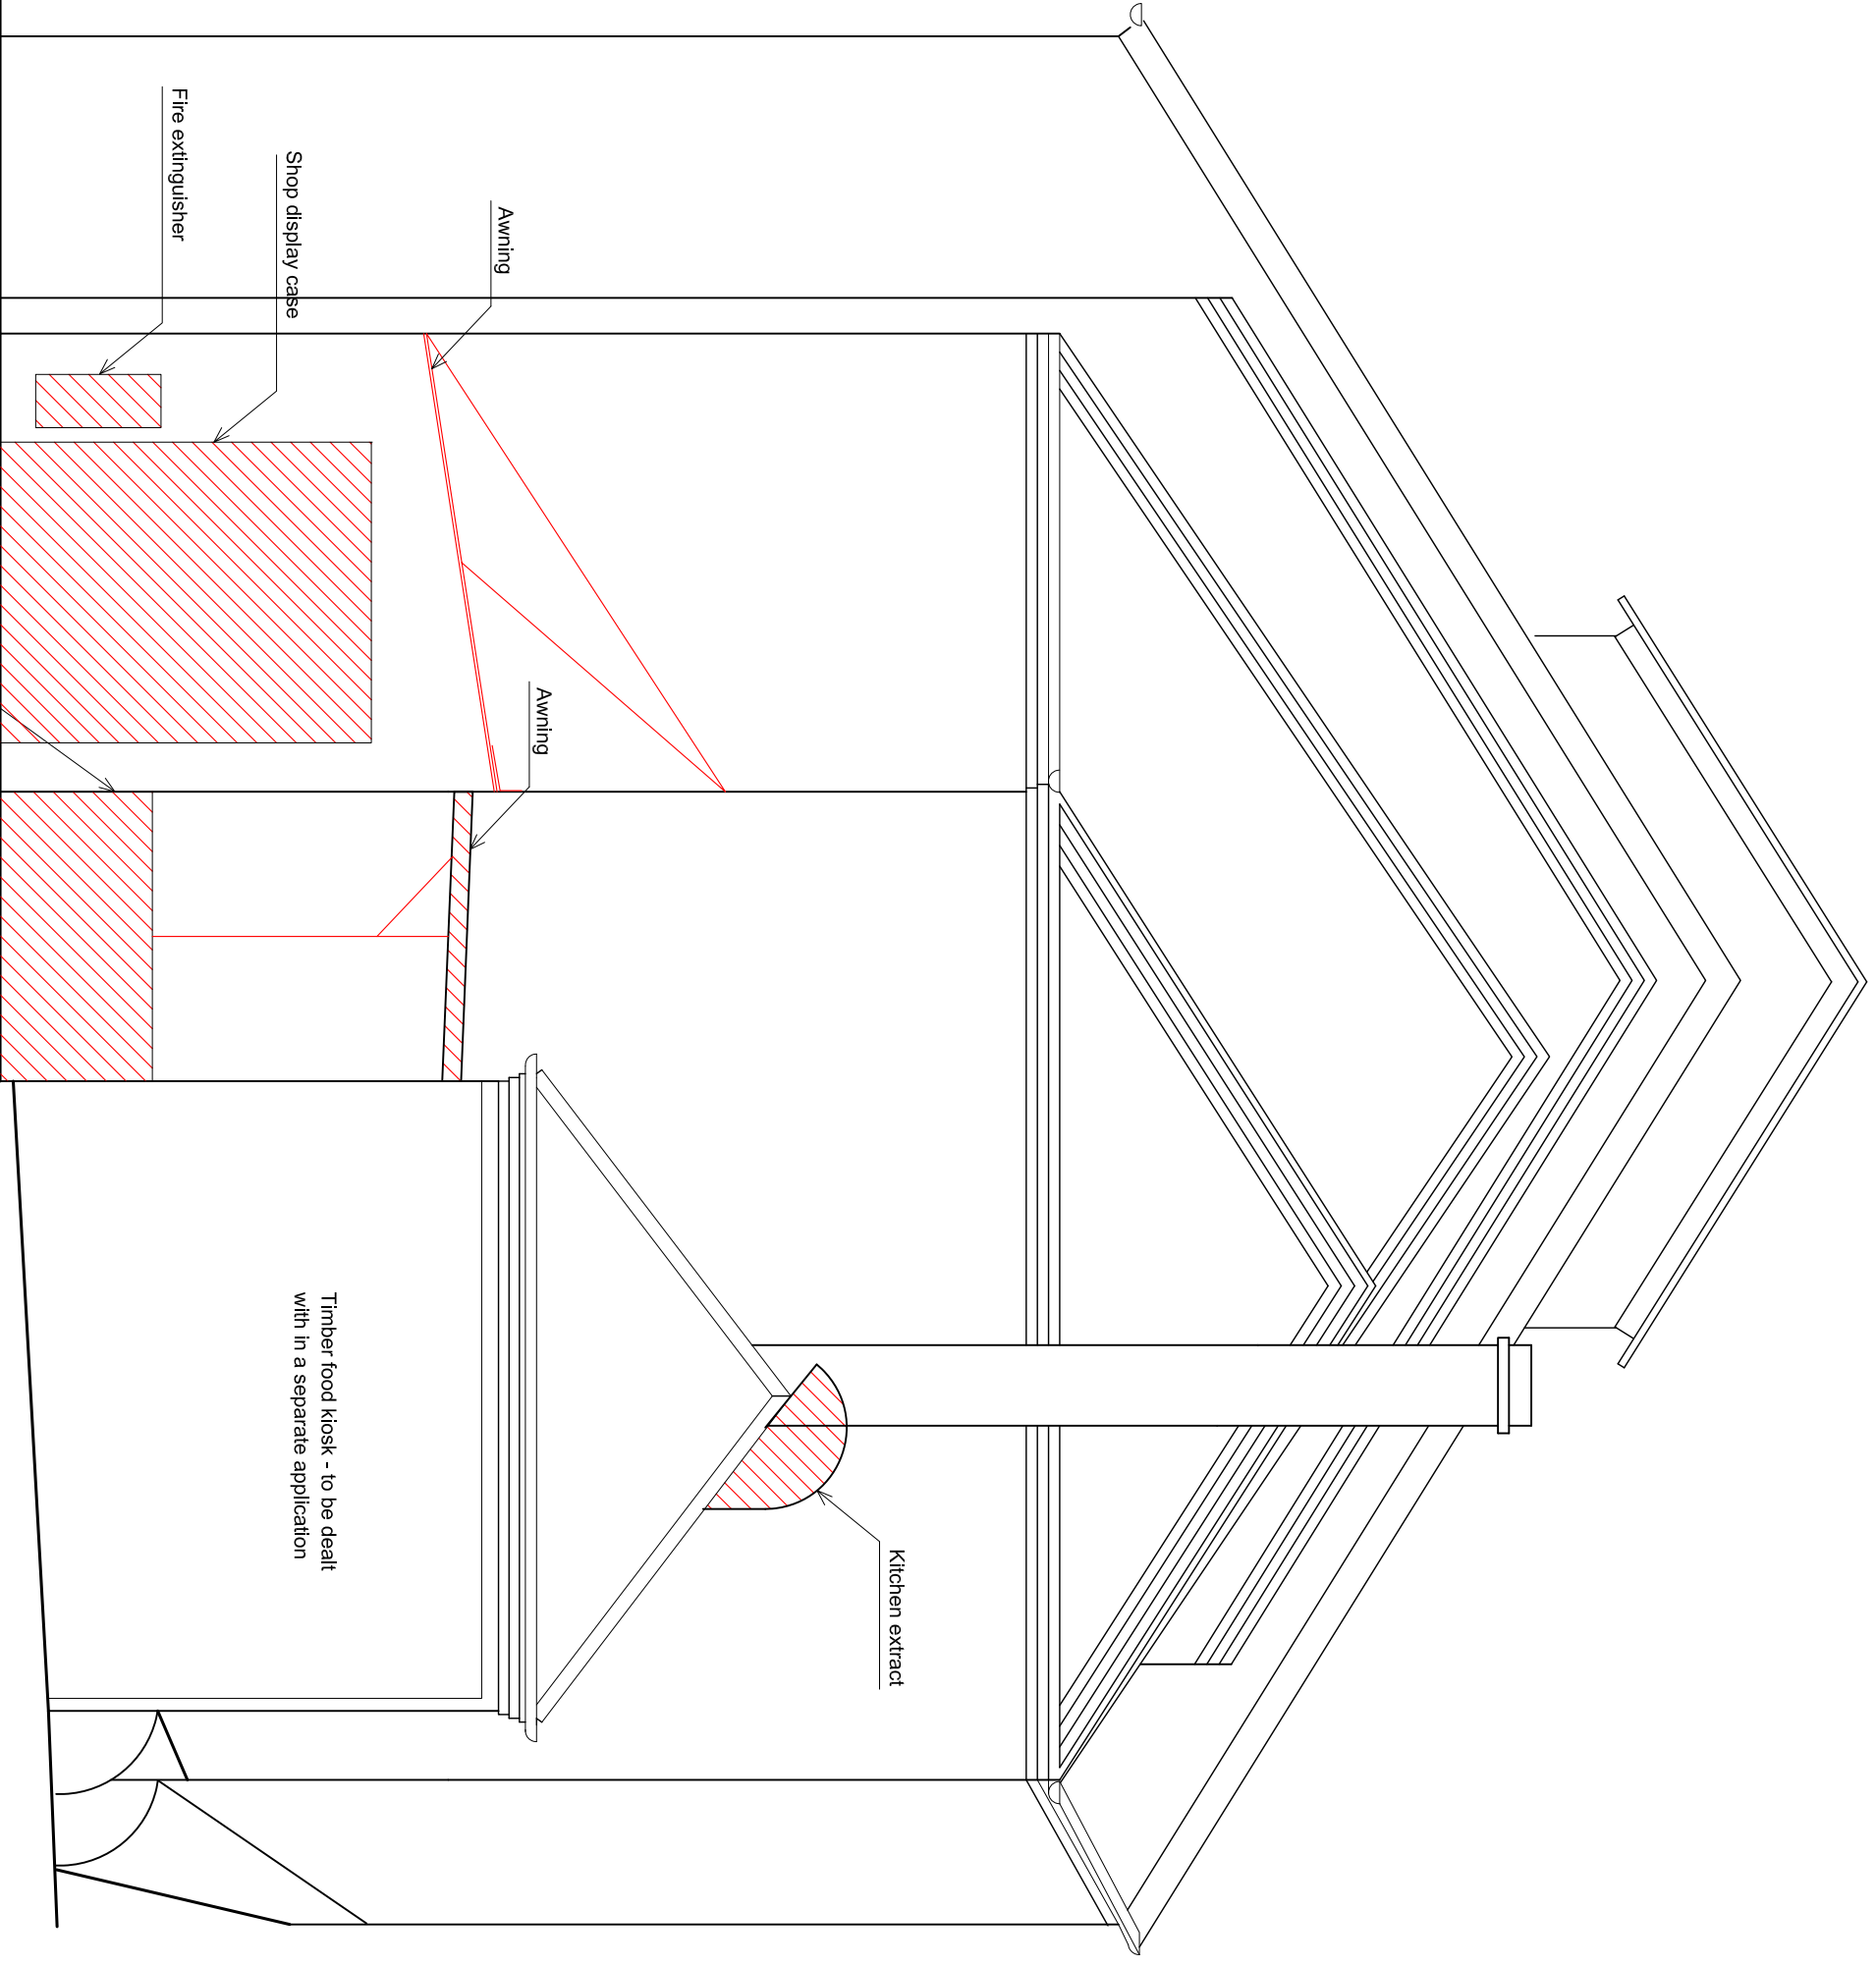 Fire extinguisher
Shop display case
Awning
Awning
Timber food kiosk - to be dealt
with in a separate application
Kitchen extract